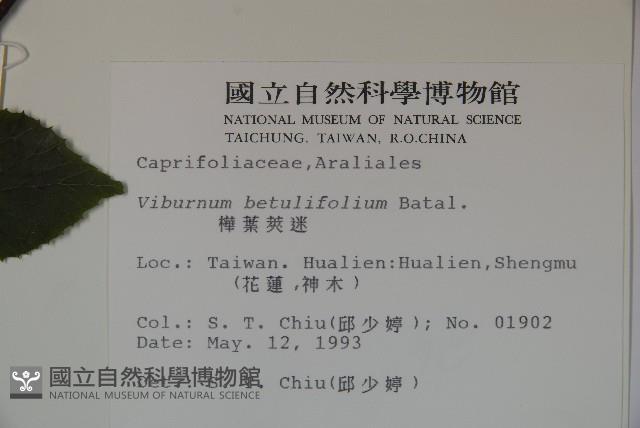 國立自然科學博物館
NATIONAL MUSEUM OF NATURAL SCIENCE
TAICHUNG, TAIWAN, R.O.CHINA
Caprifoliaceae,Araliales
Viburnum betulifolium Batal.
樺葉莢迷
Loc.: Taiwan. Hualien:Hualien,Shengmu
(花蓮,神木)
Col.: S. T. Chiu(邱少婷); No. 01902
Date: May. 12, 1993
Chiu(邱少婷)
國立自然科學博物館
NATIONAL MUSEUM OF NATURAL SCIENCE